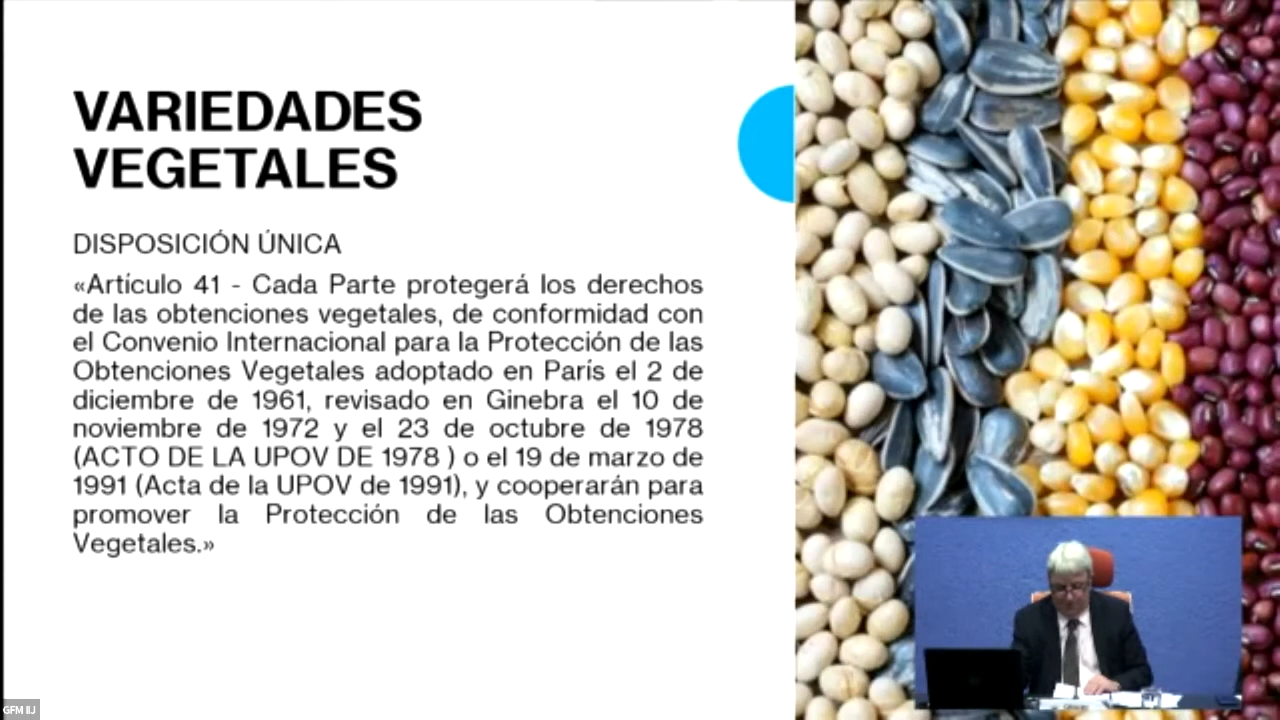 VARIEDADES
VEGETALES
DISPOSICIÓN ÚNICA
«Artículo 41 - Cada Parte protegerá los derechos
de las obtenciones vegetales, de conformidad con
el Convenio Internacional para la Protección de las
Obtenciones Vegetales adoptado en París el 2 de
diciembre de 1961, revisado en Ginebra el 10 de
noviembre de 1972 y el 23 de octubre de 1978
(ACTO DE LA UPOV DE 1978 ) o el 19 de marzo de
1991 (Acta de la UPOV de 1991), y cooperarán para
promover la Protección de las Obtenciones
Vegetales.»
GFM IIJ